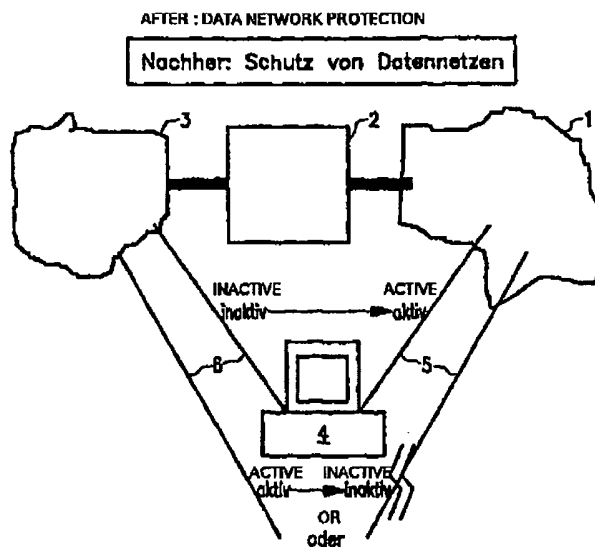 AFTER : DATA NETWORK PROTECTION
Nachher: Schutz von Datennetzen
3
2
1
INACTIVE ACTIVE
inaktiv aktiv
6 5
4
ACTIVE INACTIVE
aktiv inaktiv
OR
oder